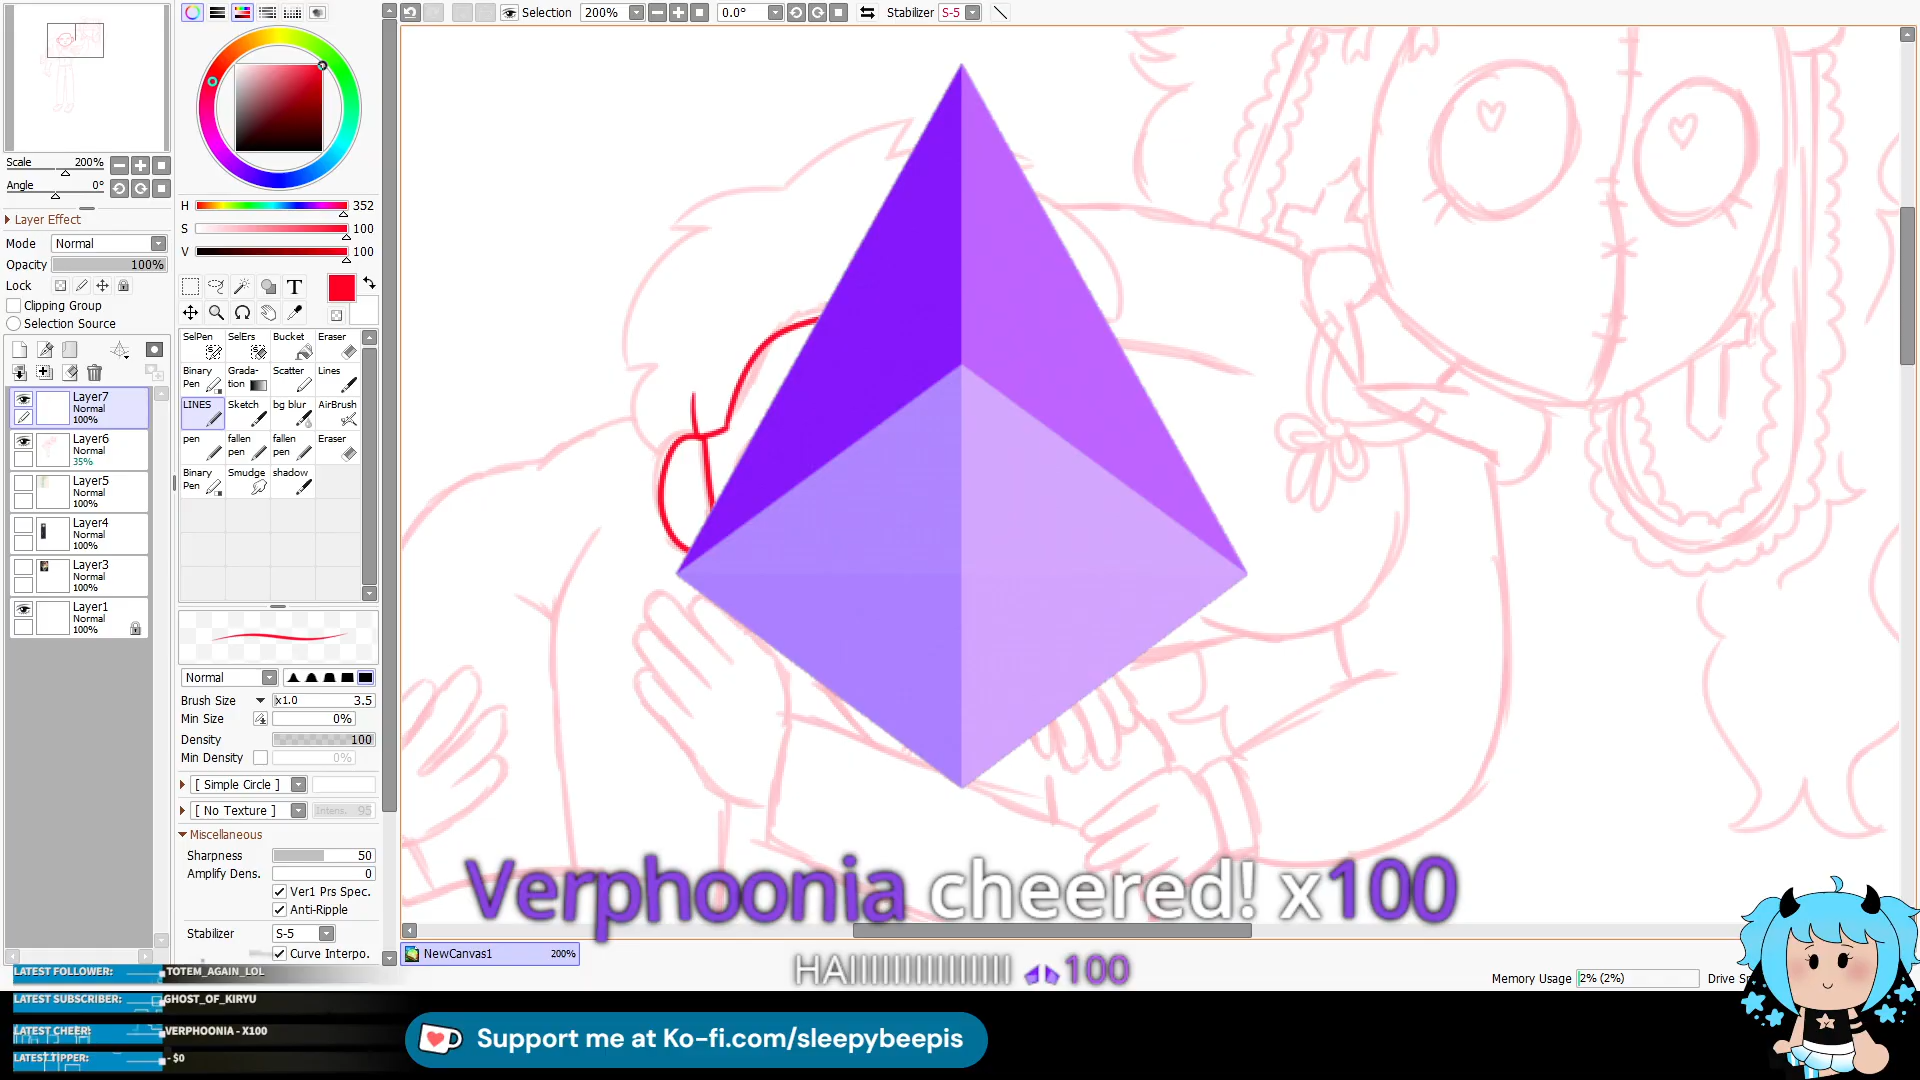 Selection 200% 0.0° Stabilizer S-5
Scale 200%
Angle 0°
Layer Effect
Mode Normal
Opacity 100%
Lock
Clipping Group
Selection Source
Layer7
Normal
100%
Layer6
Normal
35%
Layer5
Normal
100%
Layer4
Normal
100%
Layer3
Normal
100%
Layer1
Normal
100%
H 352
S 100
V 100
T
SelPen SelErs Bucket Eraser
Binary Pen Grada-tion Scatter Lines
LINES Sketch bg blur AirBrush
pen fallen pen fallen pen Eraser
Binary Pen Smudge shadow
Normal
Brush Size x1.0 3.5
Min Size 0%
Density 100
Min Density 0%
[ Simple Circle ]
[ No Texture ] Intens. 95
Miscellaneous
Sharpness 50
Amplify Dens. 0
Ver1 Prs Spec.
Anti-Ripple
Stabilizer S-5
Curve Interpo.
Verphoonia cheered! x100
NewCanvas1 200%
100
Memory Usage 2% (2%)
LATEST FOLLOWER: TOTEM_AGAIN_LOL
LATEST SUBSCRIBER: GHOST_OF_KIRYU
LATEST CHEER: VERPHOONIA - X100
LATEST TIPPER: - $0
Support me at Ko-fi.com/sleepybeepis